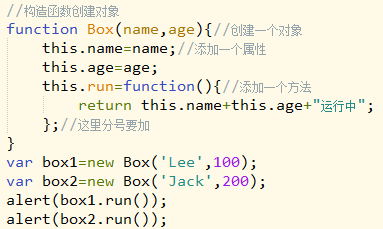 //构造函数创建对象
function Box(name,age){//创建一个对象
this.name=name;//添加一个属性
this.age=age;
this.run=function(){//添加一个方法
return this.name+this.age+"运行中";
};//这里分号要加
}
var box1=new Box('Lee',100);
var box2=new Box('Jack',200);
alert(box1.run());
alert(box2.run());